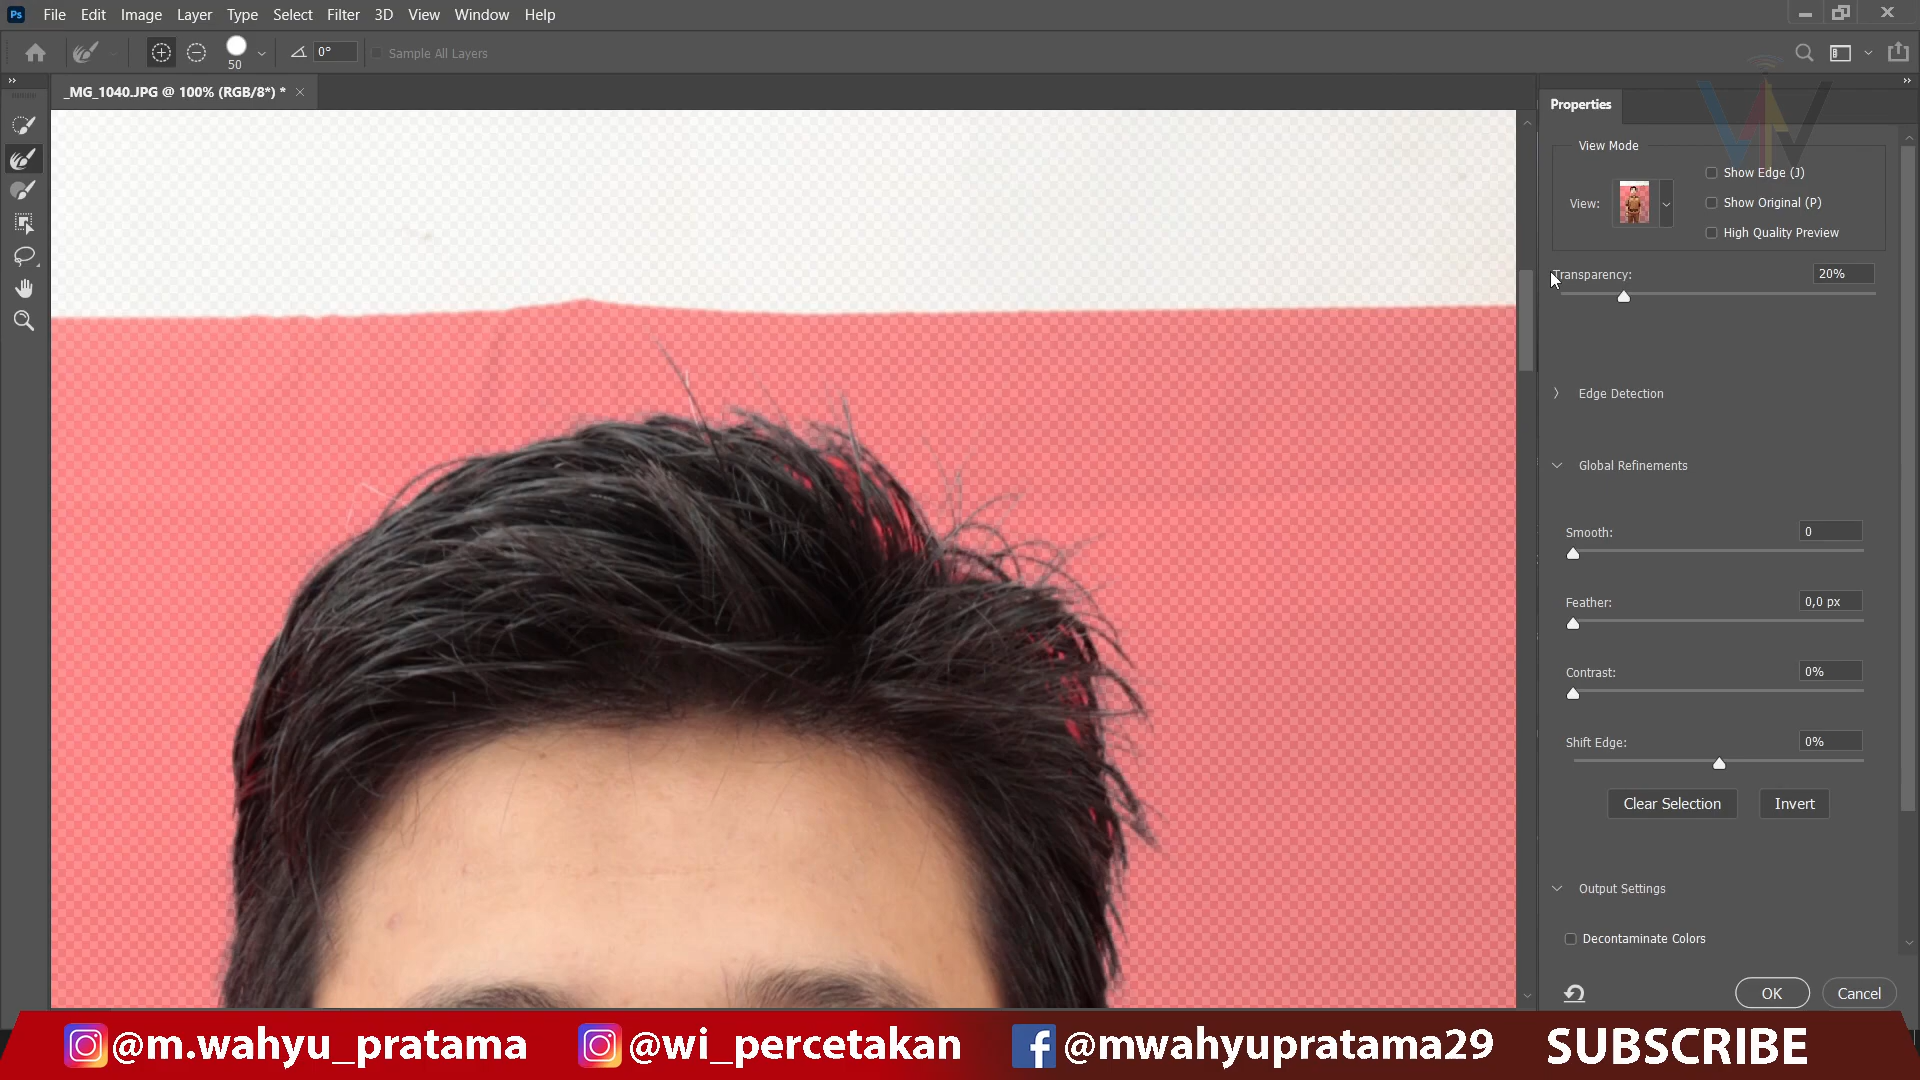 Ps File Edit Image Layer Type Select Filter 3D View Window Help
50 0° Sample All Layers
_MG_1040.JPG @ 100% (RGB/8*) *
Properties
View Mode
Show Edge (J)
View:
Show Original (P)
High Quality Preview
Transparency: 20%
Edge Detection
Global Refinements
Smooth: 0
Feather: 0,0 px
Contrast: 0%
Shift Edge: 0%
Clear Selection Invert
Output Settings
Decontaminate Colors
OK Cancel
@m.wahyu_pratama @wi_percetakan @mwahyupratama29 SUBSCRIBE